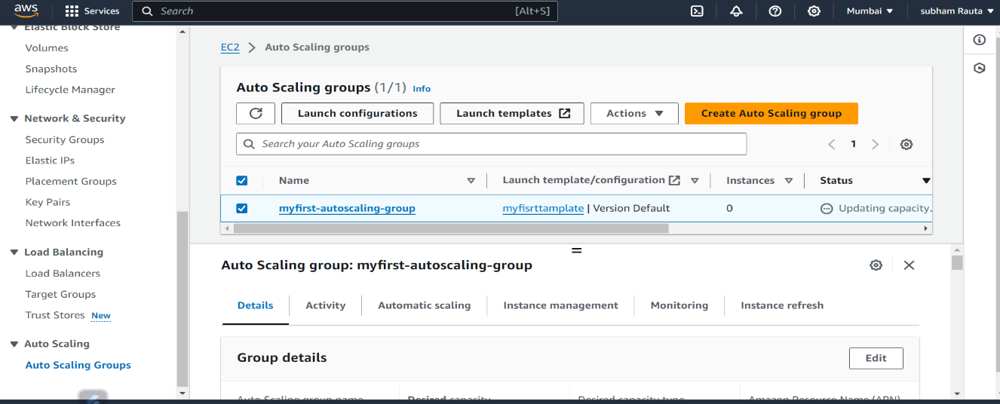 aws
Services
Search
[Alt+S]
Mumbai
subham Rauta
Elastic Block Store
Volumes
Snapshots
Lifecycle Manager
Network & Security
Security Groups
Elastic IPs
Placement Groups
Key Pairs
Network Interfaces
Load Balancing
Load Balancers
Target Groups
Trust Stores New
Auto Scaling
Auto Scaling Groups
EC2 > Auto Scaling groups
Auto Scaling groups (1/1) Info
Launch configurations
Launch templates
Actions
Create Auto Scaling group
Search your Auto Scaling groups
1
Name
Launch template/configuration
Instances
Status
myfirst-autoscaling-group
myfisrttamplate | Version Default
0
Updating capacity.
Auto Scaling group: myfirst-autoscaling-group
Details
Activity
Automatic scaling
Instance management
Monitoring
Instance refresh
Group details
Edit
Auto Scaling group name
Desired capacity
Desired capacity type
Amazon Resource Name (ARN)